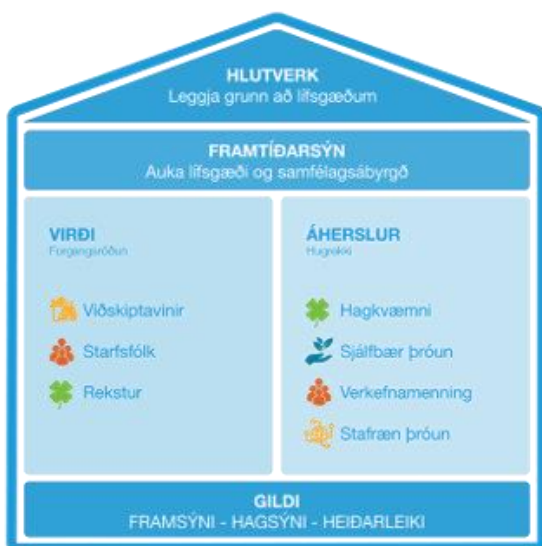 HLUTVERK
Leggja grunn að lífsgæðum
FRAMTÍÐARSÝN
Auka lífsgæði og samfélagsábyrgð
VIRÐI
Forgangsröðun
Viðskiptavinir
Starfsfólk
Rekstur
ÁHERSLUR
Hugrekki
Hagkvæmni
Sjálfbær þróun
Verkefnamenning
Stafræn þróun
GILDI
FRAMSÝNI - HAGSÝNI - HEIÐARLEIKI